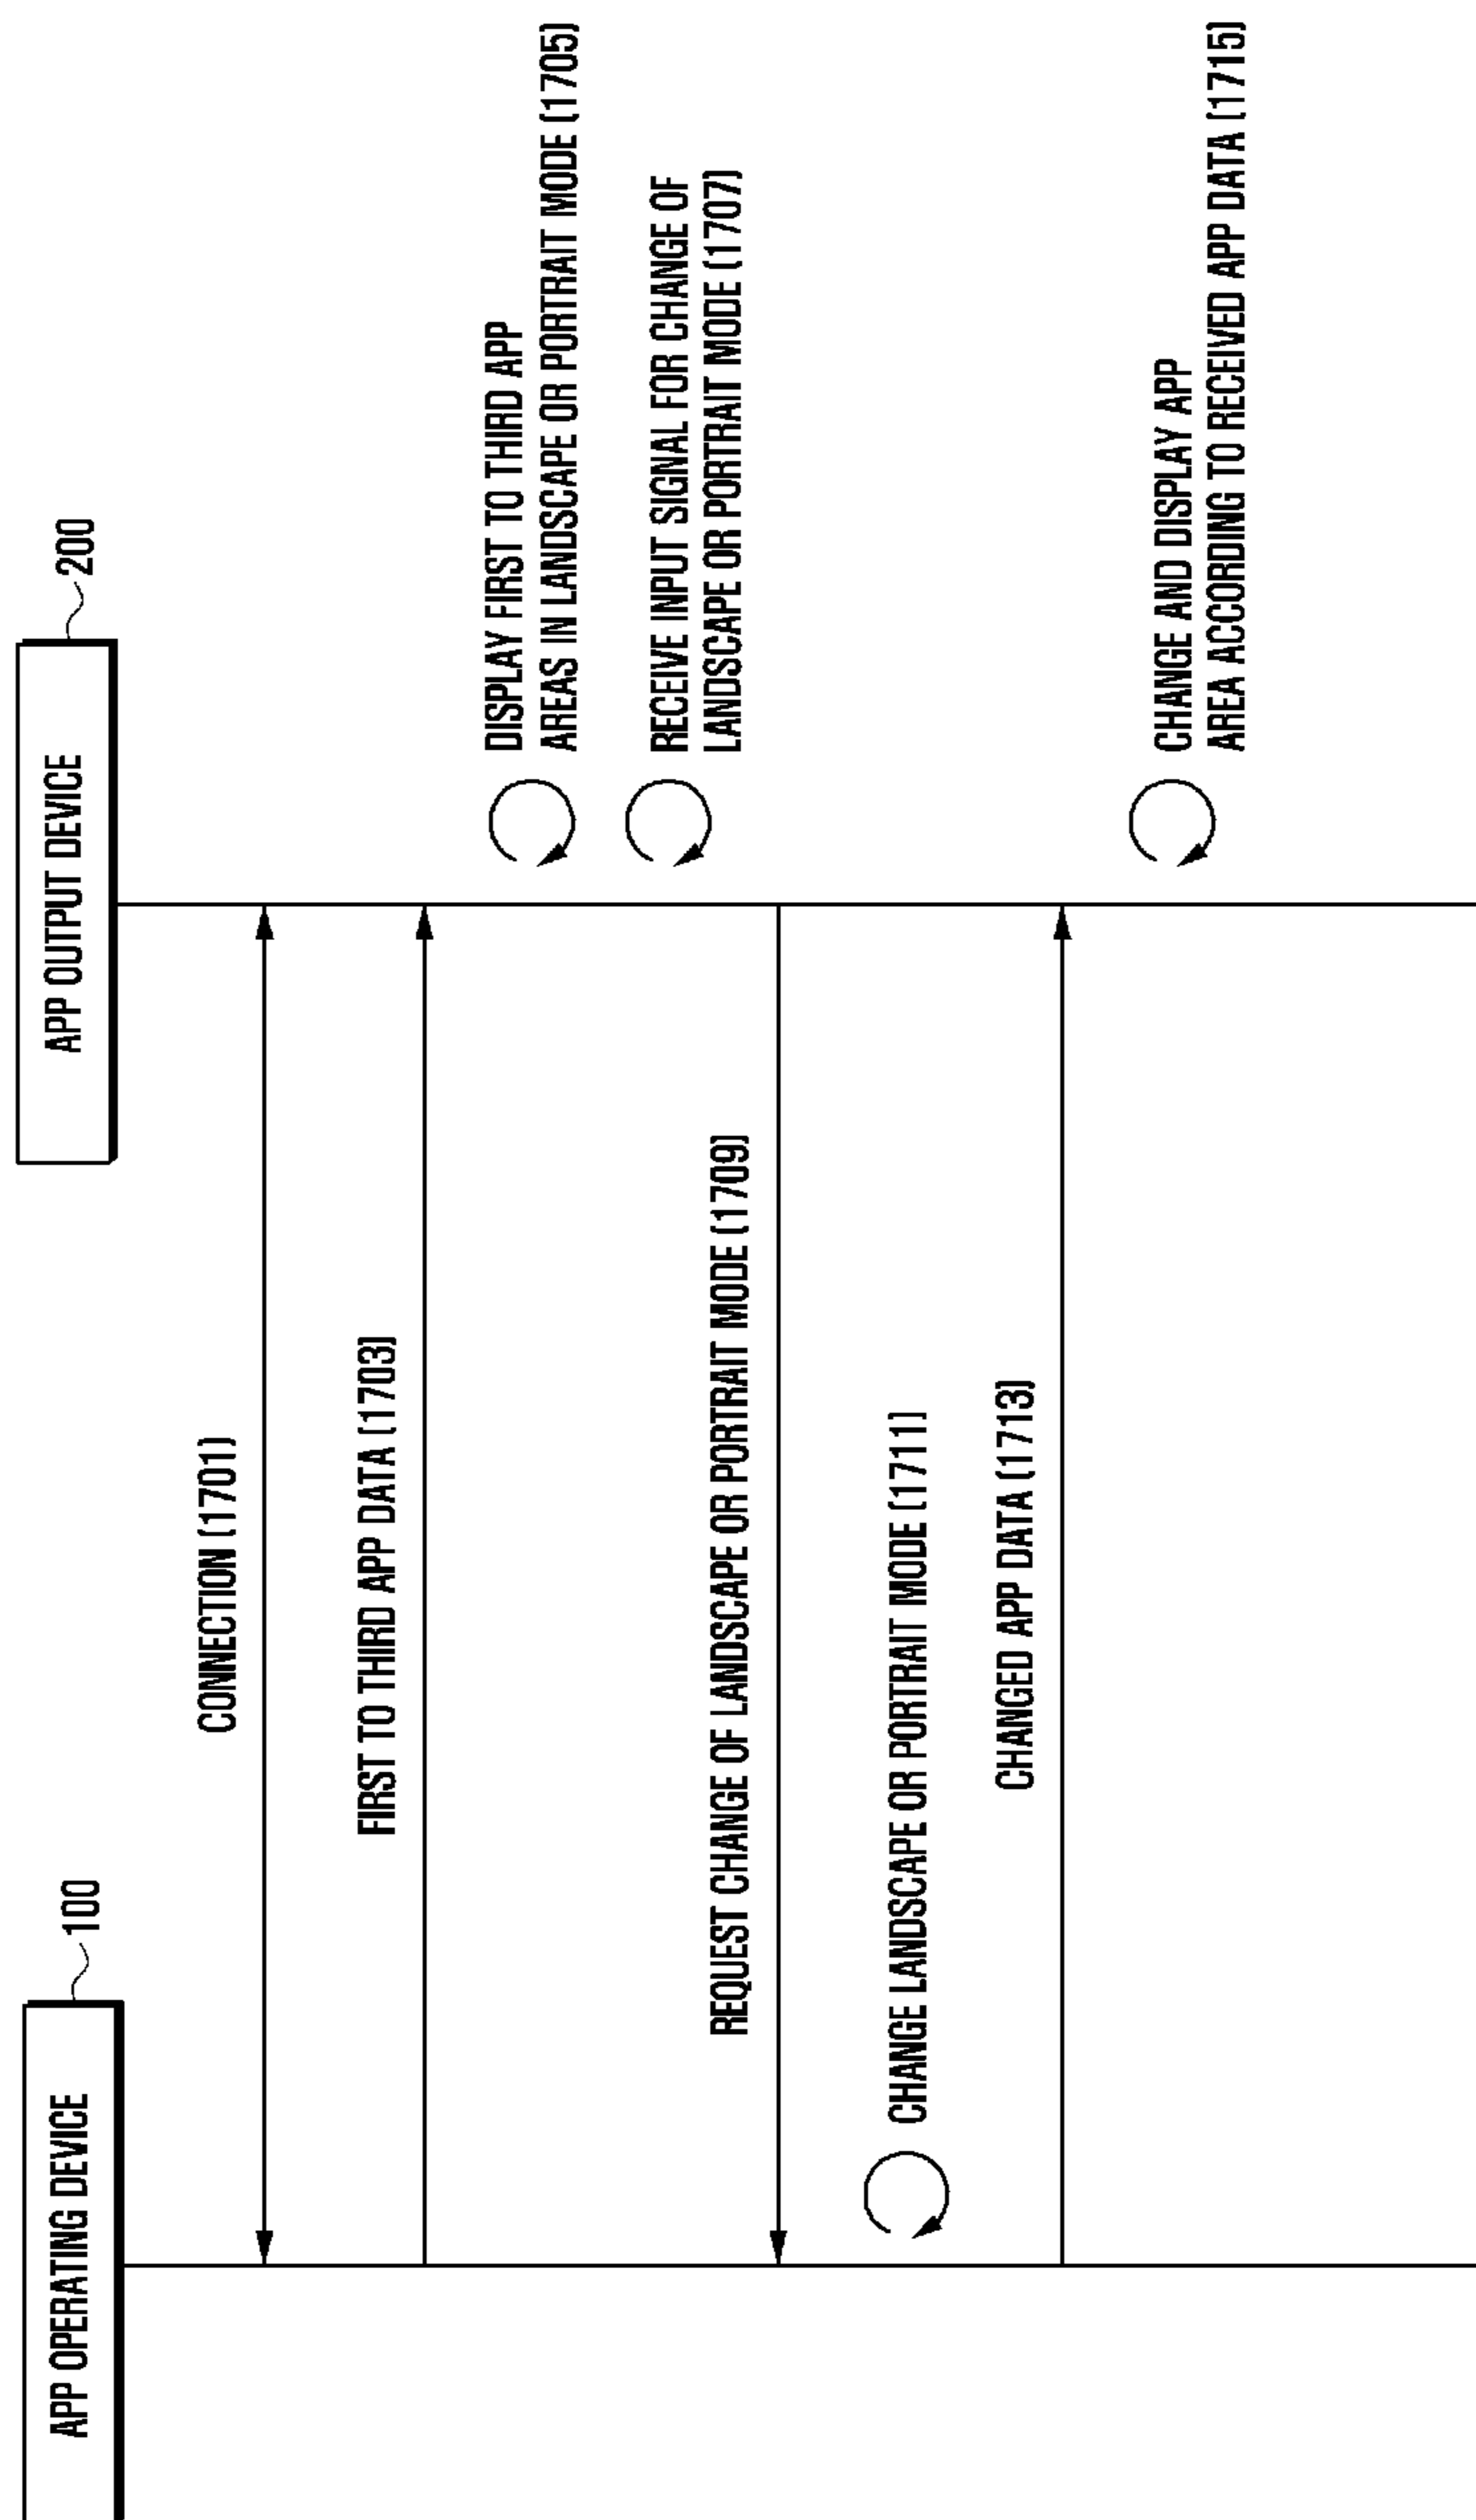 APP OPERATING DEVICE
100
APP OUTPUT DEVICE
200
CONNECTION (1701)
FIRST TO THIRD APP DATA (1703)
DISPLAY FIRST TO THIRD APP
AREAS IN LANDSCAPE OR PORTRAIT MODE (1705)
RECEIVE INPUT SIGNAL FOR CHANGE OF
LANDSCAPE OR PORTRAIT MODE (1707)
REQUEST CHANGE OF LANDSCAPE OR PORTRAIT MODE (1709)
CHANGE LANDSCAPE OR PORTRAIT MODE (1711)
CHANGED APP DATA (1713)
CHANGE AND DISPLAY APP
AREA ACCORDING TO RECEIVED APP DATA (1715)